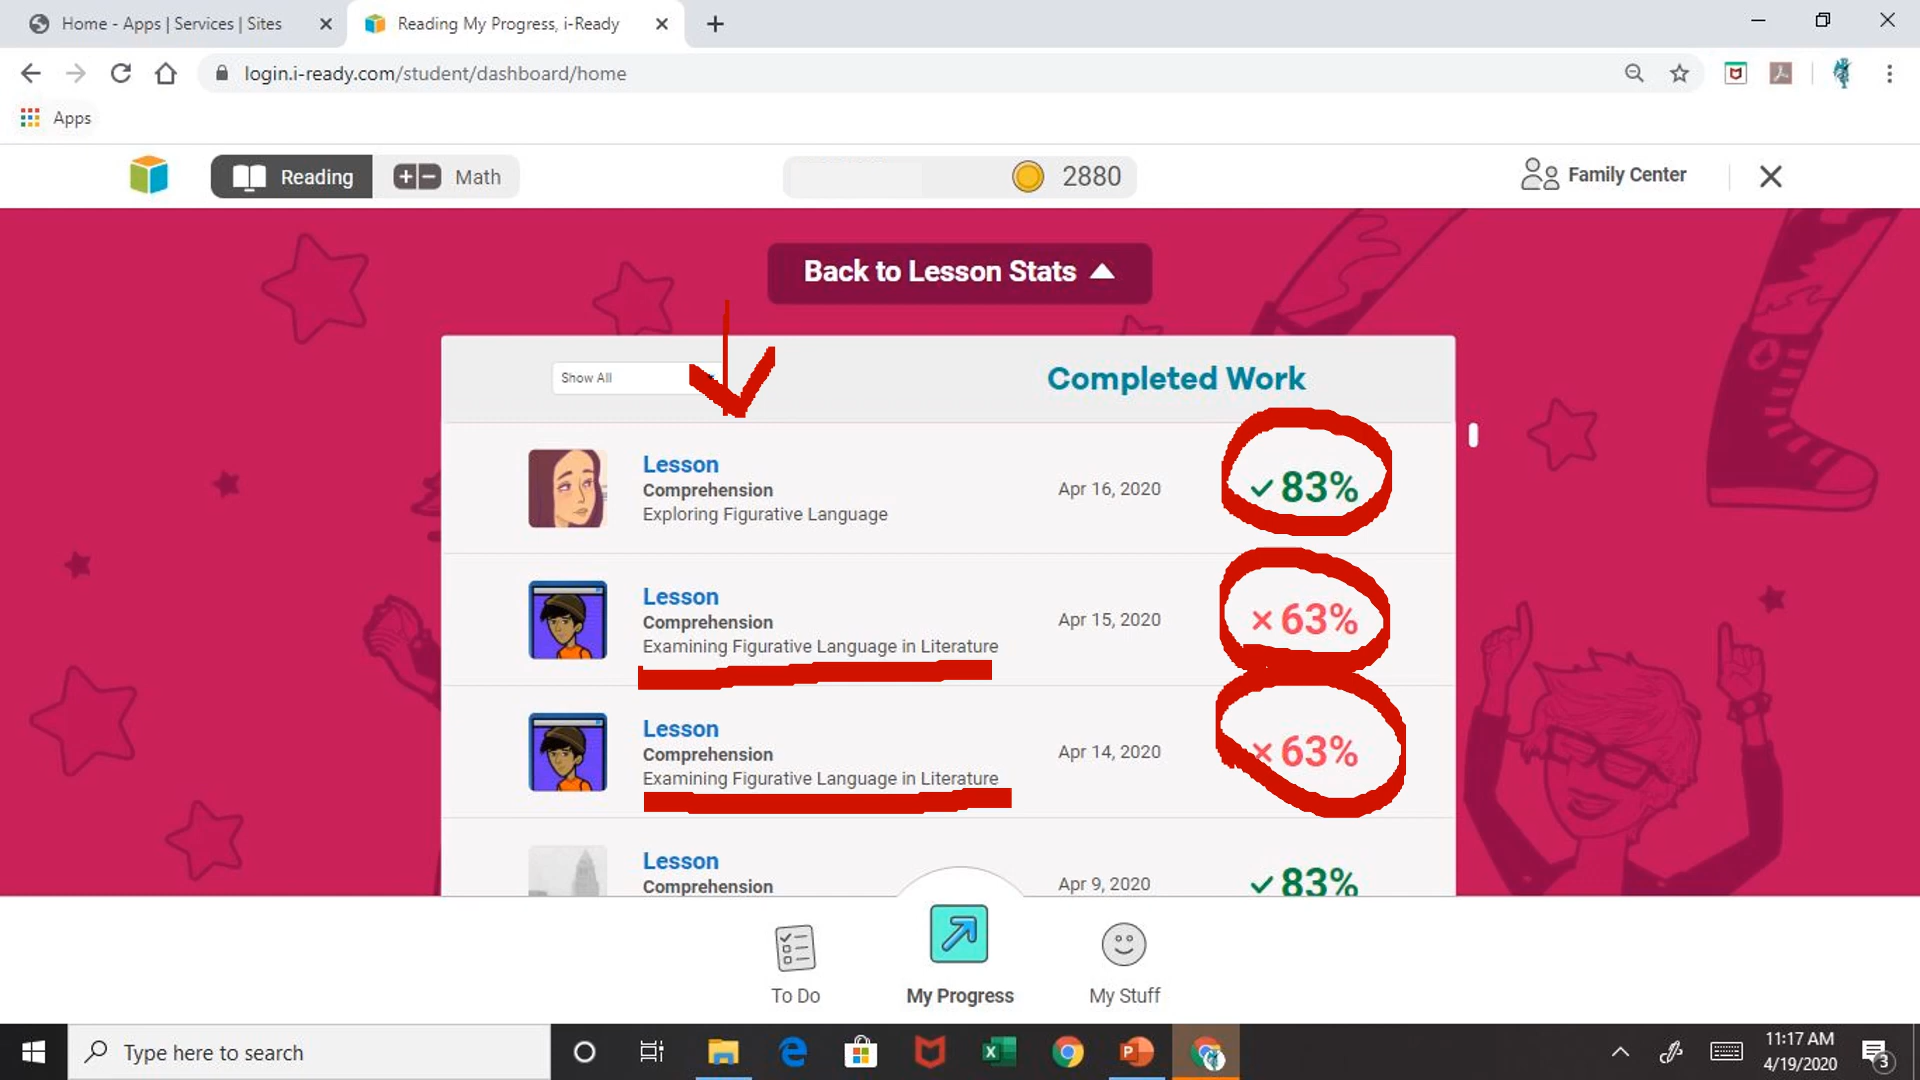 Home - Apps | Services | Sites
Reading My Progress, i-Ready
login.i-ready.com/student/dashboard/home
Apps
Reading
Math
2880
Family Center
Back to Lesson Stats
Show All
Completed Work
Lesson
Comprehension
Exploring Figurative Language
Apr 16, 2020
83%
Lesson
Comprehension
Examining Figurative Language in Literature
Apr 15, 2020
63%
Lesson
Comprehension
Examining Figurative Language in Literature
Apr 14, 2020
63%
Lesson
Comprehension
Apr 9, 2020
83%
To Do
My Progress
My Stuff
Type here to search
11:17 AM
4/19/2020
3